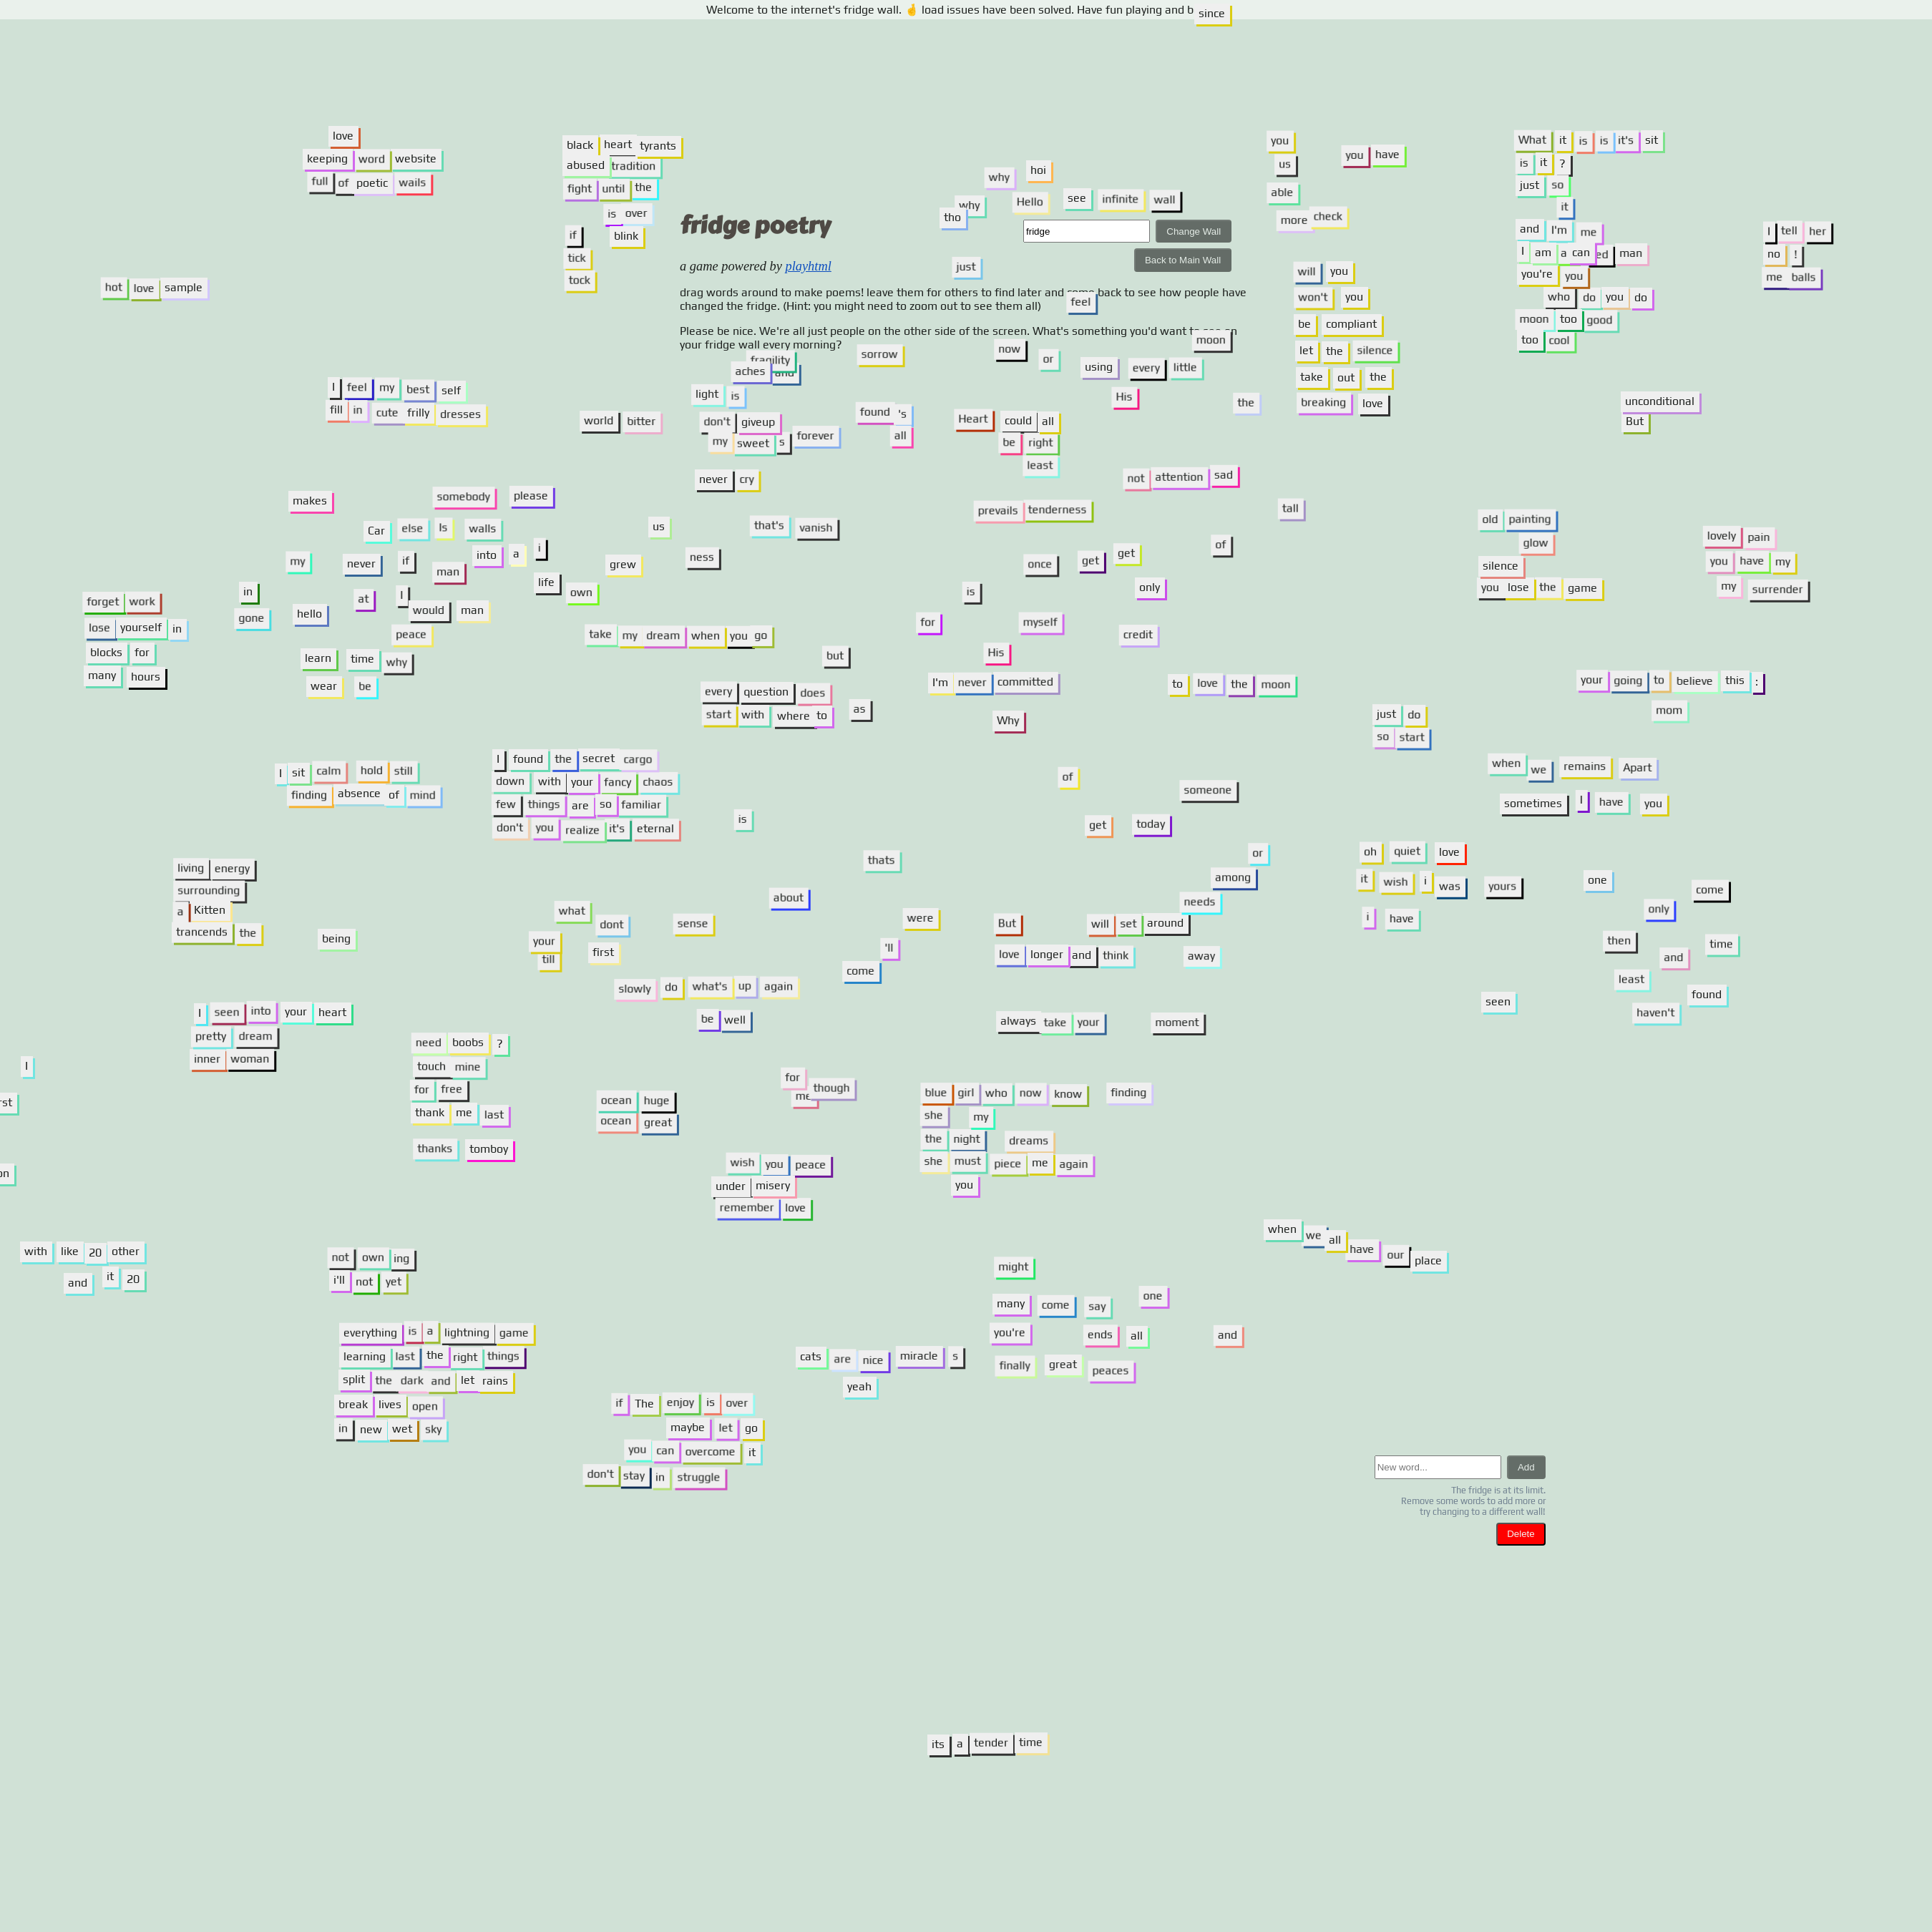 Welcome to the internet's fridge wall. ☝ load issues have been solved. Have fun playing and b
since
love
keeping word website
full of poetic wails
black heart tyrants
abused tradition
fight until the
is over
if blink
tick
tock
hot love sample
fridge poetry
a game powered by playhtml
why hoi
why Hello see infinite wall
tho
fridge Change Wall
Back to Main Wall
just
drag words around to make poems! leave them for others to find later and come back to see how people have
changed the fridge. (Hint: you might need to zoom out to see them all)
feel
Please be nice. We're all just people on the other side of the screen. What's something you'd want to see on
your fridge wall every morning?
you
us
able
more check
you have
will you
won't you
be compliant
let the silence
take out the
breaking love
What it is is it's sit
is it ?
just so
it
and I'm me
I am a can ed man
you're you
who do you do
moon too good
too cool
I tell her
no !
me balls
fragility
aches and
light is
don't giveup
my sweet s forever
never cry
sorrow
found 's
all
now or
moon
using every little
His
the
Heart could all
be right
least
not attention sad
unconditional
But
I feel my best self
fill in cute frilly dresses
world bitter
makes somebody please
Car else Is walls
my never if man into a i
in
gone hello at I would man
life own
peace
learn time why
wear be
us
grew ness
that's vanish
prevails tenderness
tall
of
once get get
is only
for myself credit
His
old painting
glow
silence
you lose the game
lovely pain
you have my
my surrender
forget work
lose yourself in
blocks for
many hours
take my dream when you go
but
every question does
start with where to
as
I'm never committed
Why
to love the moon
your going to believe this :
mom
just do
so start
I sit calm hold still
finding absence of mind
I found the secret cargo
down with your fancy chaos
few things are so familiar
don't you realize it's eternal
is
of
someone
get today
when we remains Apart
sometimes I have you
living energy
surrounding
a Kitten
trancends the
being
thats
about
or
among
needs
oh quiet love
it wish i was yours
i have
one come
only
then time
and
least
found
haven't
seen
what dont
your first
till
sense
were
'll
come
But will set around
love longer and think away
slowly do what's up again
be well
always take your moment
I seen into your heart
pretty dream
inner woman
I
rst
on
need boobs ?
touch mine
for free
thank me last
thanks tomboy
ocean huge
ocean great
for though
me
blue girl who now know finding
she my
the night dreams
she must piece me again
you
wish you peace
under misery
remember love
when we all have our place
with like 20 other
and it 20
not own ing
i'll not yet
might
many come say one
you're ends all and
finally great peaces
everything is a lightning game
learning last the right things
split the dark and let rains
break lives open
in new wet sky
cats are nice miracle s
yeah
if The enjoy is over
maybe let go
you can overcome it
don't stay in struggle
New word... Add
The fridge is at its limit.
Remove some words to add more or
try changing to a different wall!
Delete
its a tender time